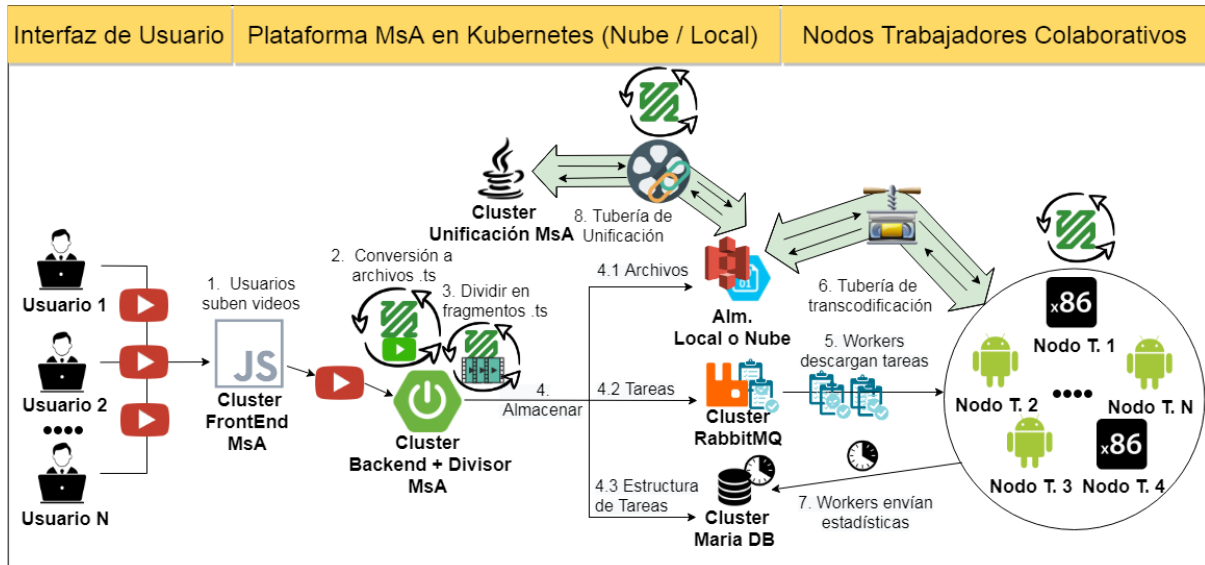 Interfaz de Usuario
Plataforma MsA en Kubernetes (Nube / Local)
Nodos Trabajadores Colaborativos
Usuario 1
Usuario 2
Usuario N
1. Usuarios
suben videos
JS
Cluster
FrontEnd
MsA
2. Conversión a
archivos .ts
3. Dividir en
fragmentos .ts
Cluster
Backend + Divisor
MsA
4.
Almacenar
Cluster
Unificación MsA
8. Tubería de
Unificación
4.1 Archivos
01
Alm.
Local o Nube
4.2 Tareas
Cluster
RabbitMQ
4.3 Estructura
de Tareas
Cluster
Maria DB
6. Tubería de
transcodificación
5. Workers
descargan tareas
7. Workers envían
estadísticas
x86
Nodo T. 1
Nodo T. 2
Nodo T. N
x86
Nodo T. 3
Nodo T. 4